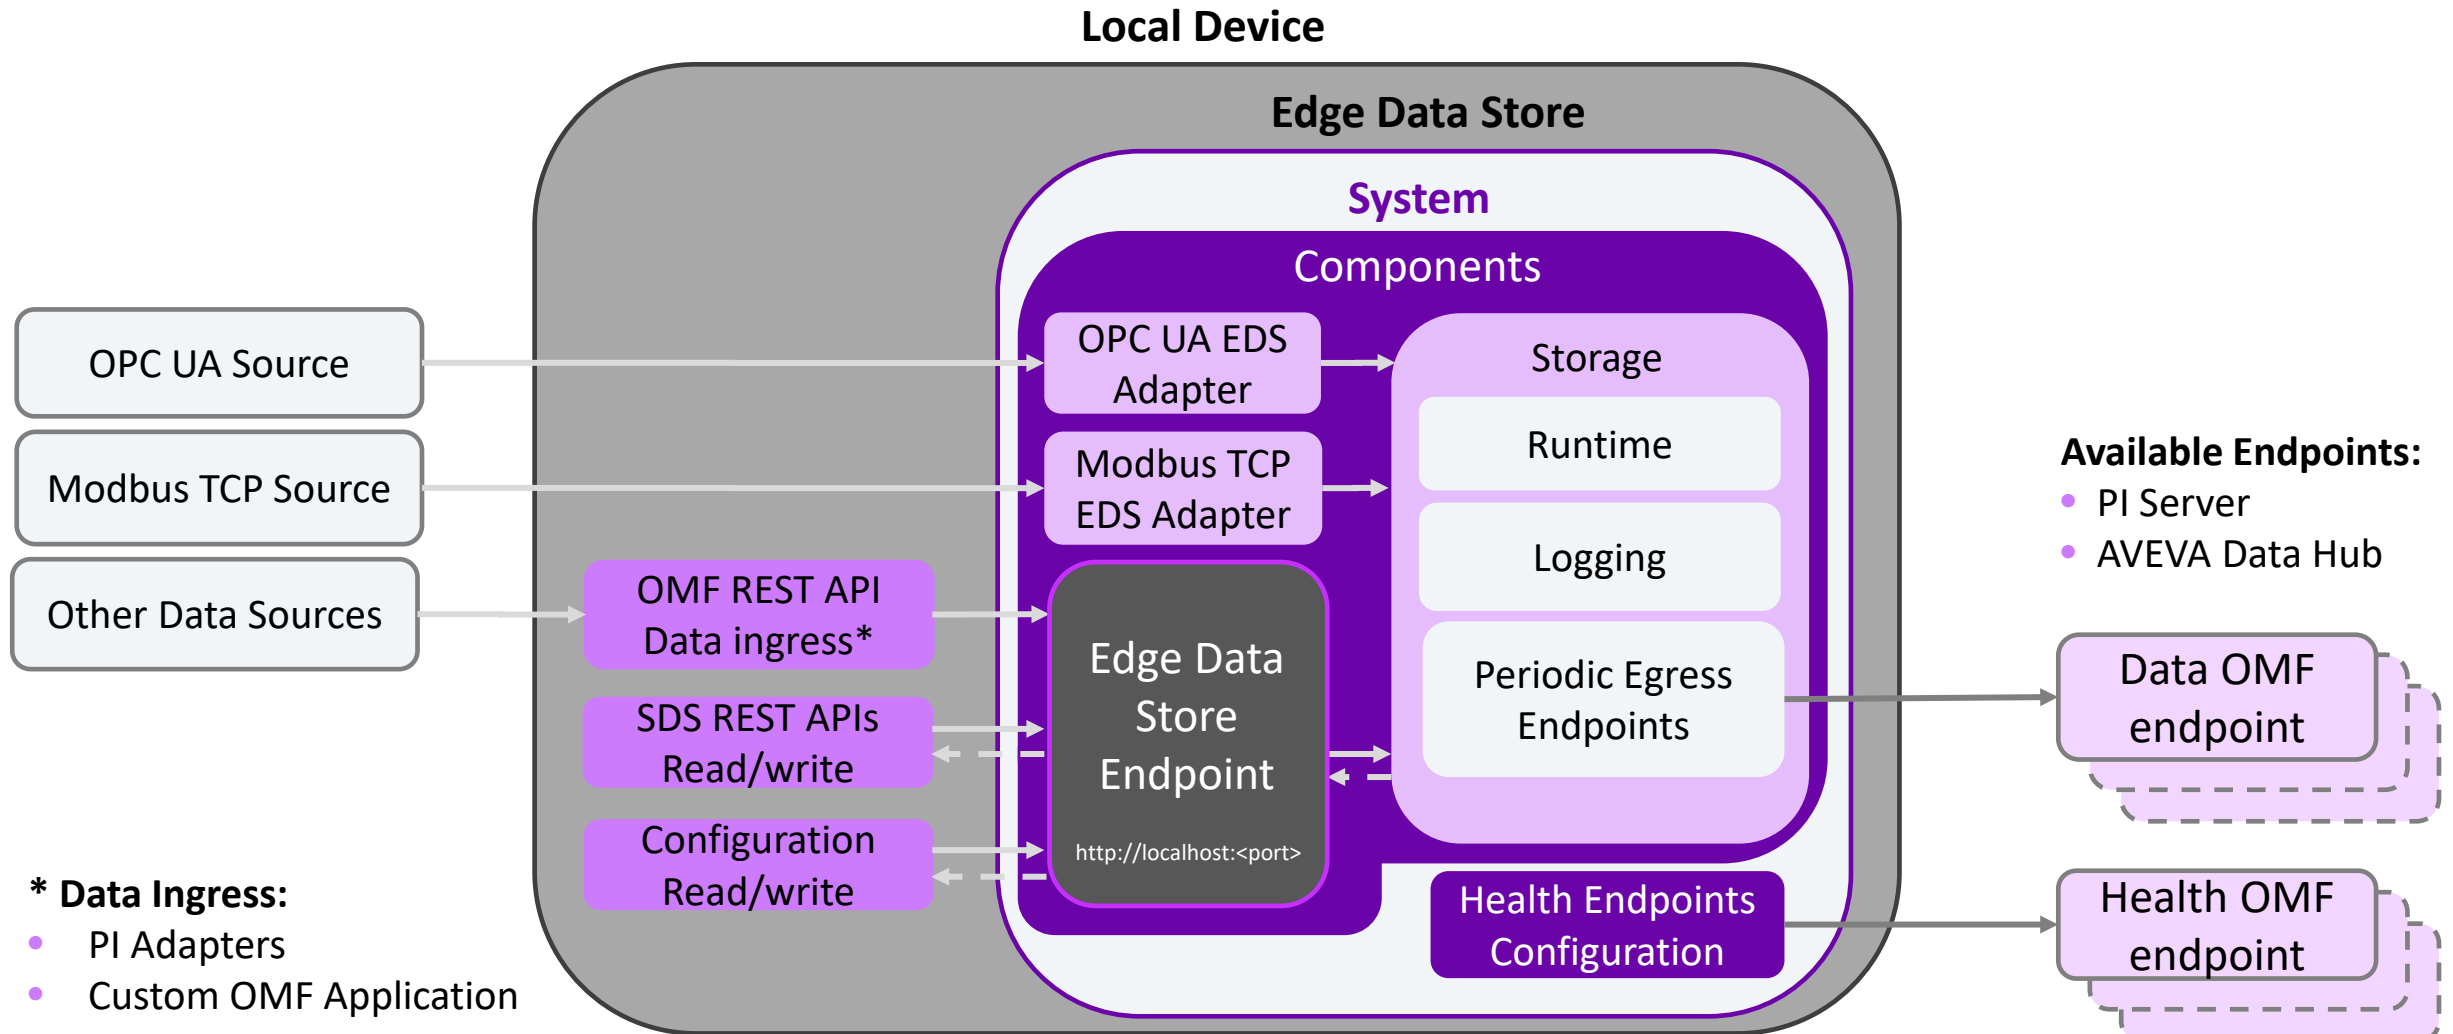 Local Device
Edge Data Store
System
Components
OPC UA Source
Modbus TCP Source
Other Data Sources
OPC UA EDS
Adapter
Modbus TCP
EDS Adapter
OMF REST API
Data ingress*
SDS REST APIs
Read/write
Configuration
Read/write
Edge Data
Store
Endpoint
http://localhost:<port>
Storage
Runtime
Logging
Periodic Egress
Endpoints
Health Endpoints
Configuration
Available Endpoints:
• PI Server
• AVEVA Data Hub
Data OMF
endpoint
Health OMF
endpoint
* Data Ingress:
• PI Adapters
• Custom OMF Application